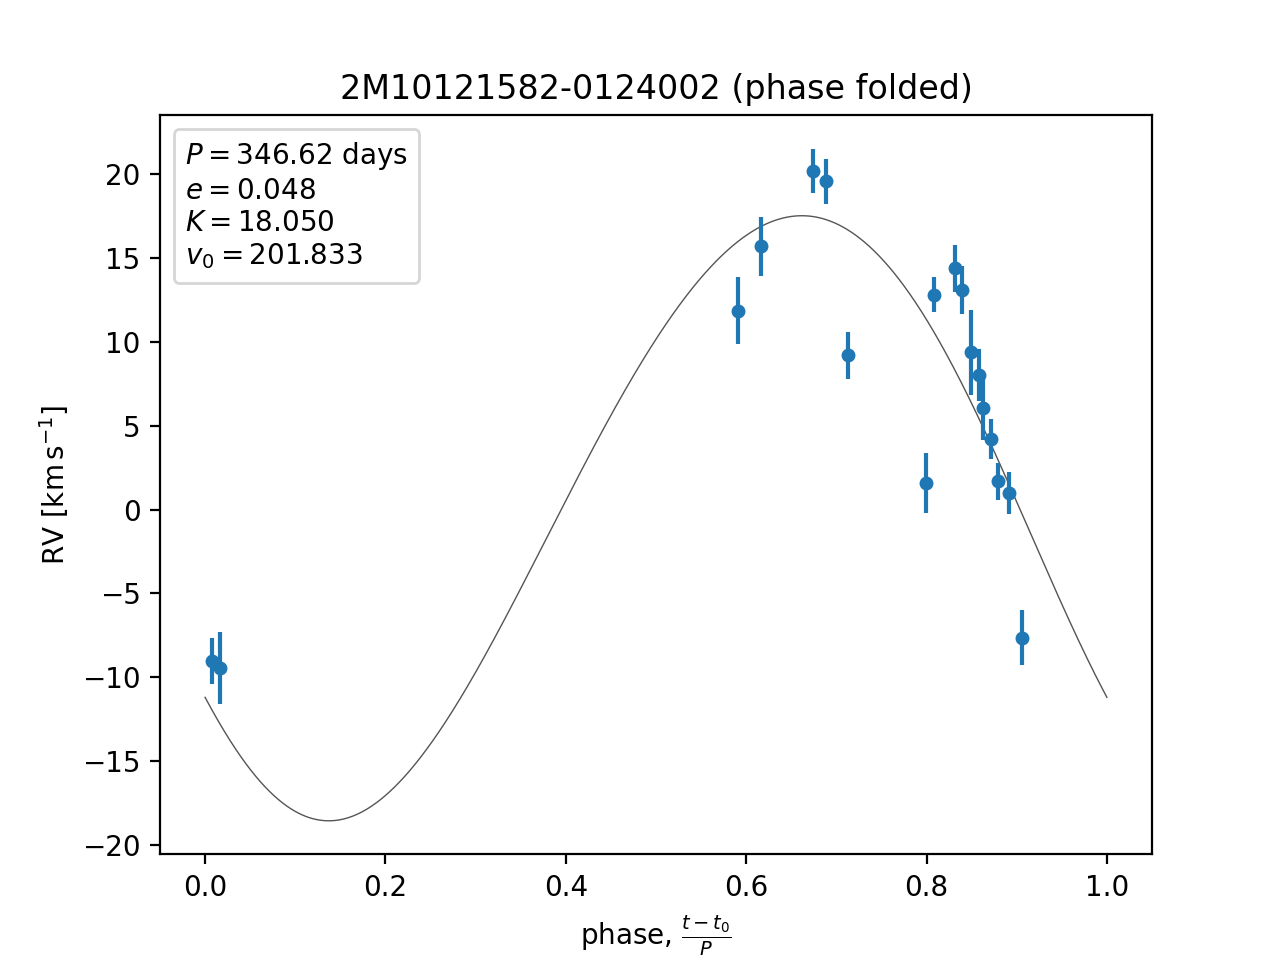 2M10121582-0124002 (phase folded)
P = 346.62 days
e = 0.048
K = 18.050
v₀ = 201.833
20
15
10
5
0
−5
−10
−15
−20
RV [km s⁻¹]
0.0 0.2 0.4 0.6 0.8 1.0
phase, (t − t₀)/P